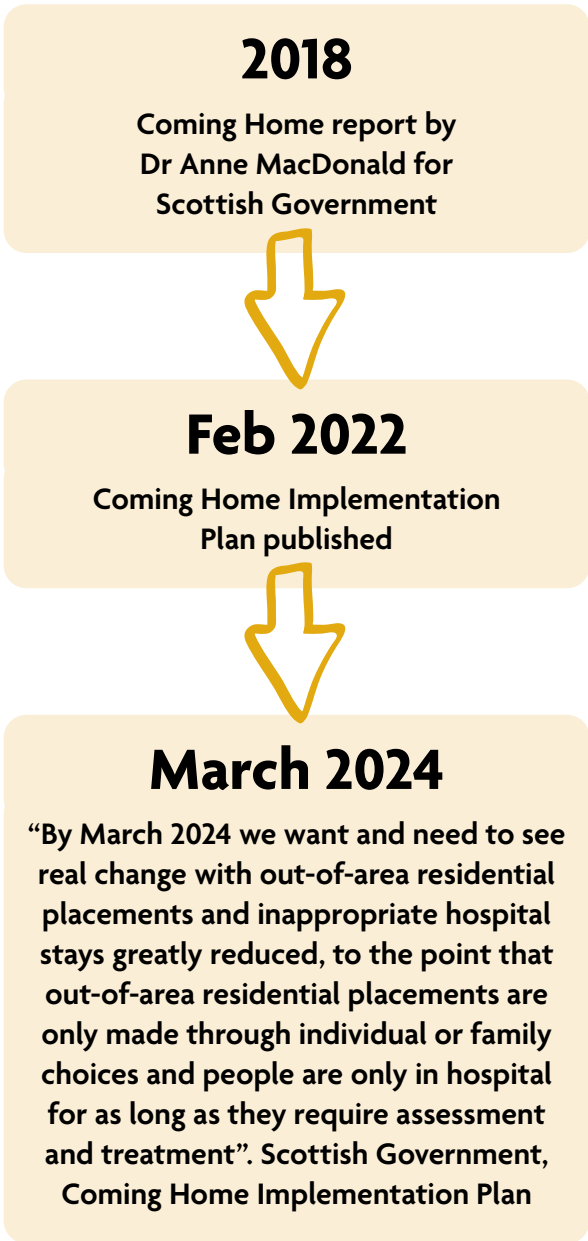 2018
Coming Home report by
Dr Anne MacDonald for
Scottish Government
Feb 2022
Coming Home Implementation
Plan published
March 2024
“By March 2024 we want and need to see
real change with out-of-area residential
placements and inappropriate hospital
stays greatly reduced, to the point that
out-of-area residential placements are
only made through individual or family
choices and people are only in hospital
for as long as they require assessment
and treatment”. Scottish Government,
Coming Home Implementation Plan